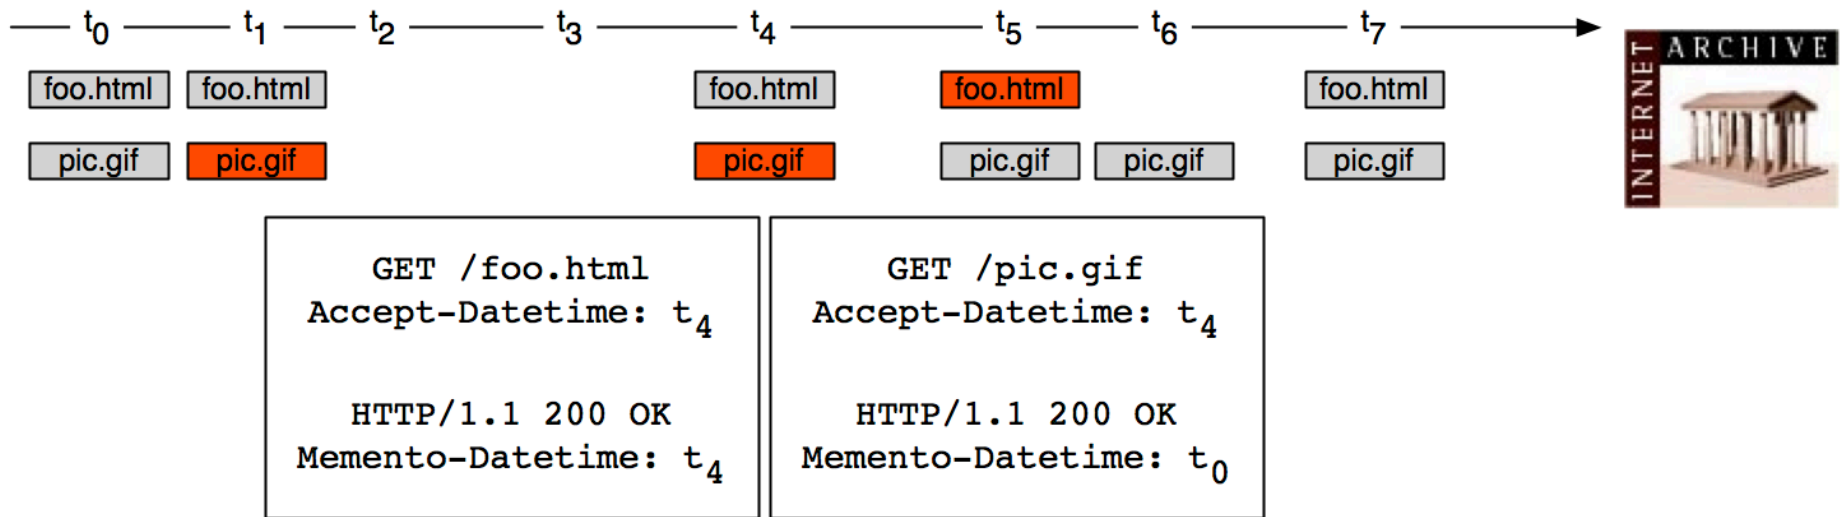 t0 t1 t2 t3 t4 t5 t6 t7
foo.html foo.html foo.html foo.html foo.html
pic.gif pic.gif pic.gif pic.gif pic.gif pic.gif
INTERNET
ARCHIVE
GET /foo.html
Accept-Datetime: t4
HTTP/1.1 200 OK
Memento-Datetime: t4
GET /pic.gif
Accept-Datetime: t4
HTTP/1.1 200 OK
Memento-Datetime: t0